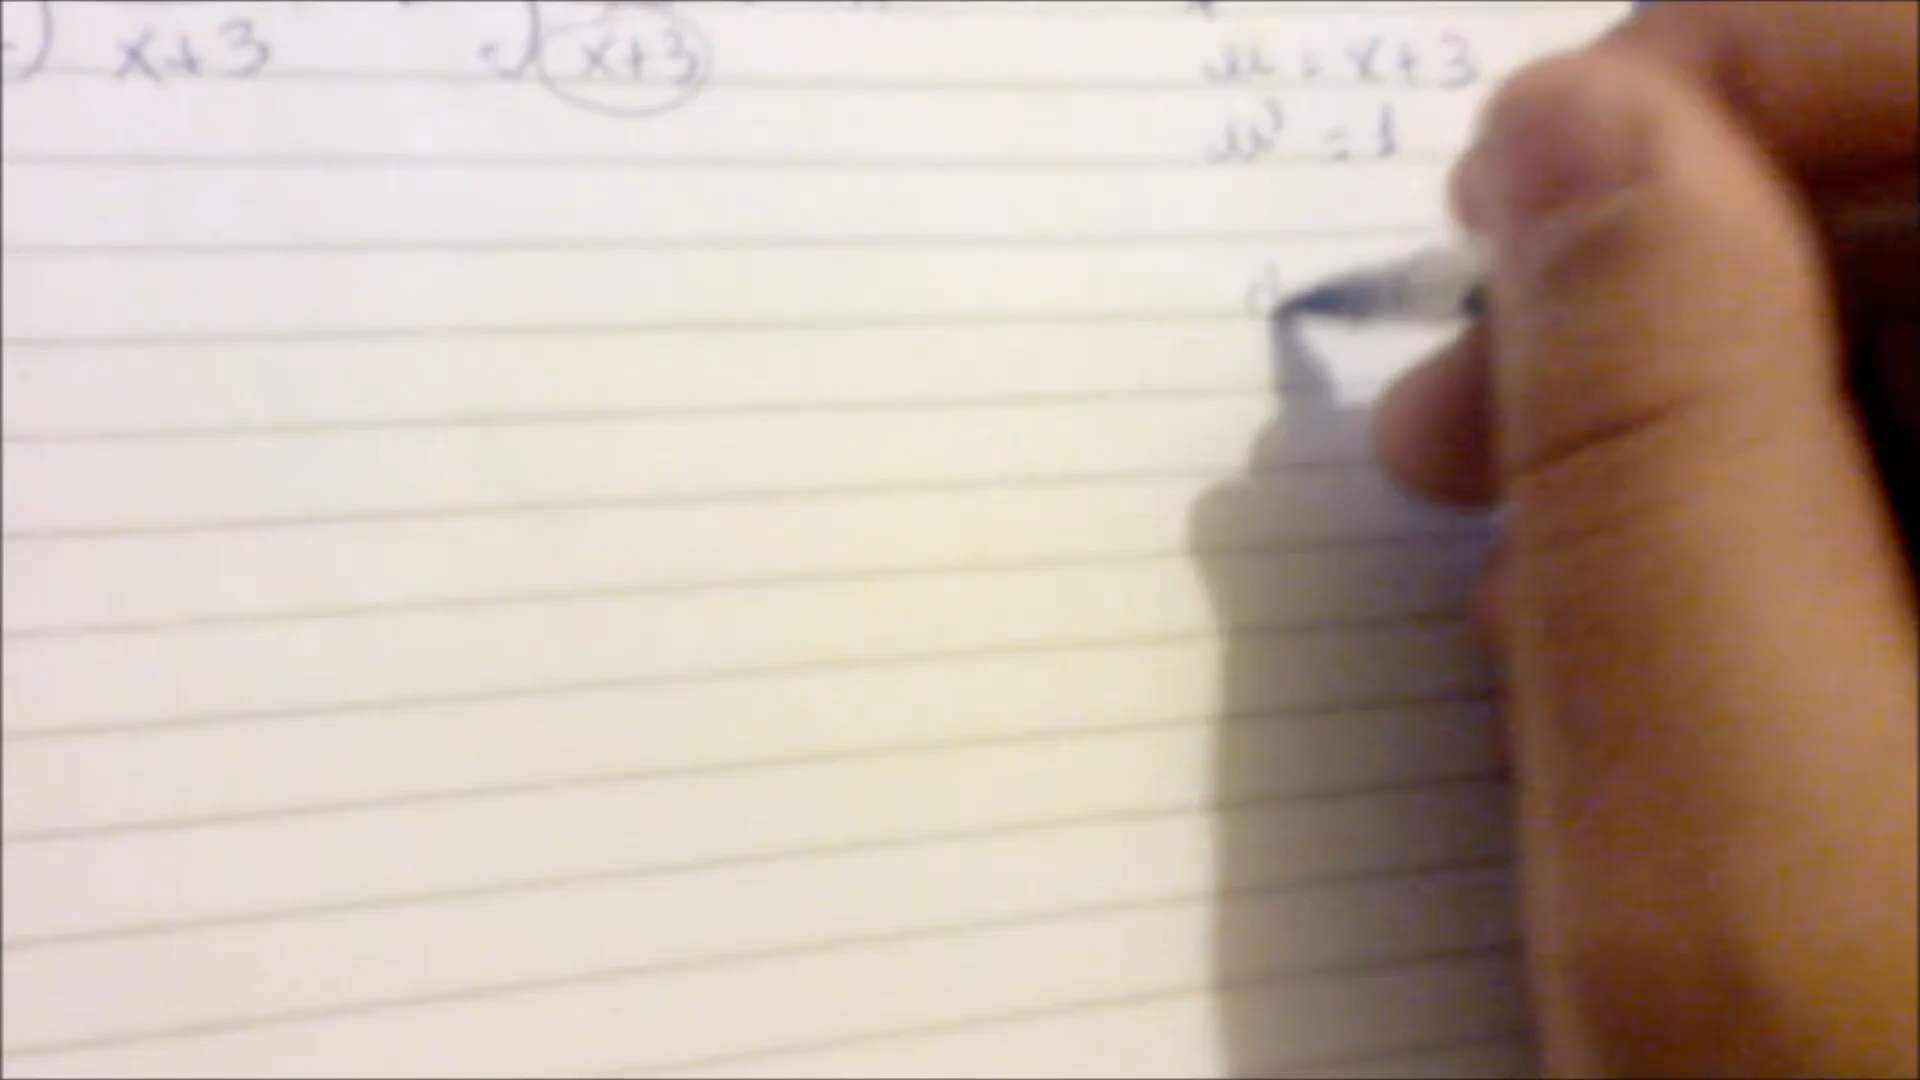 ∫ x+3 = ∫ x+3 u = x+3
u' = 1
d